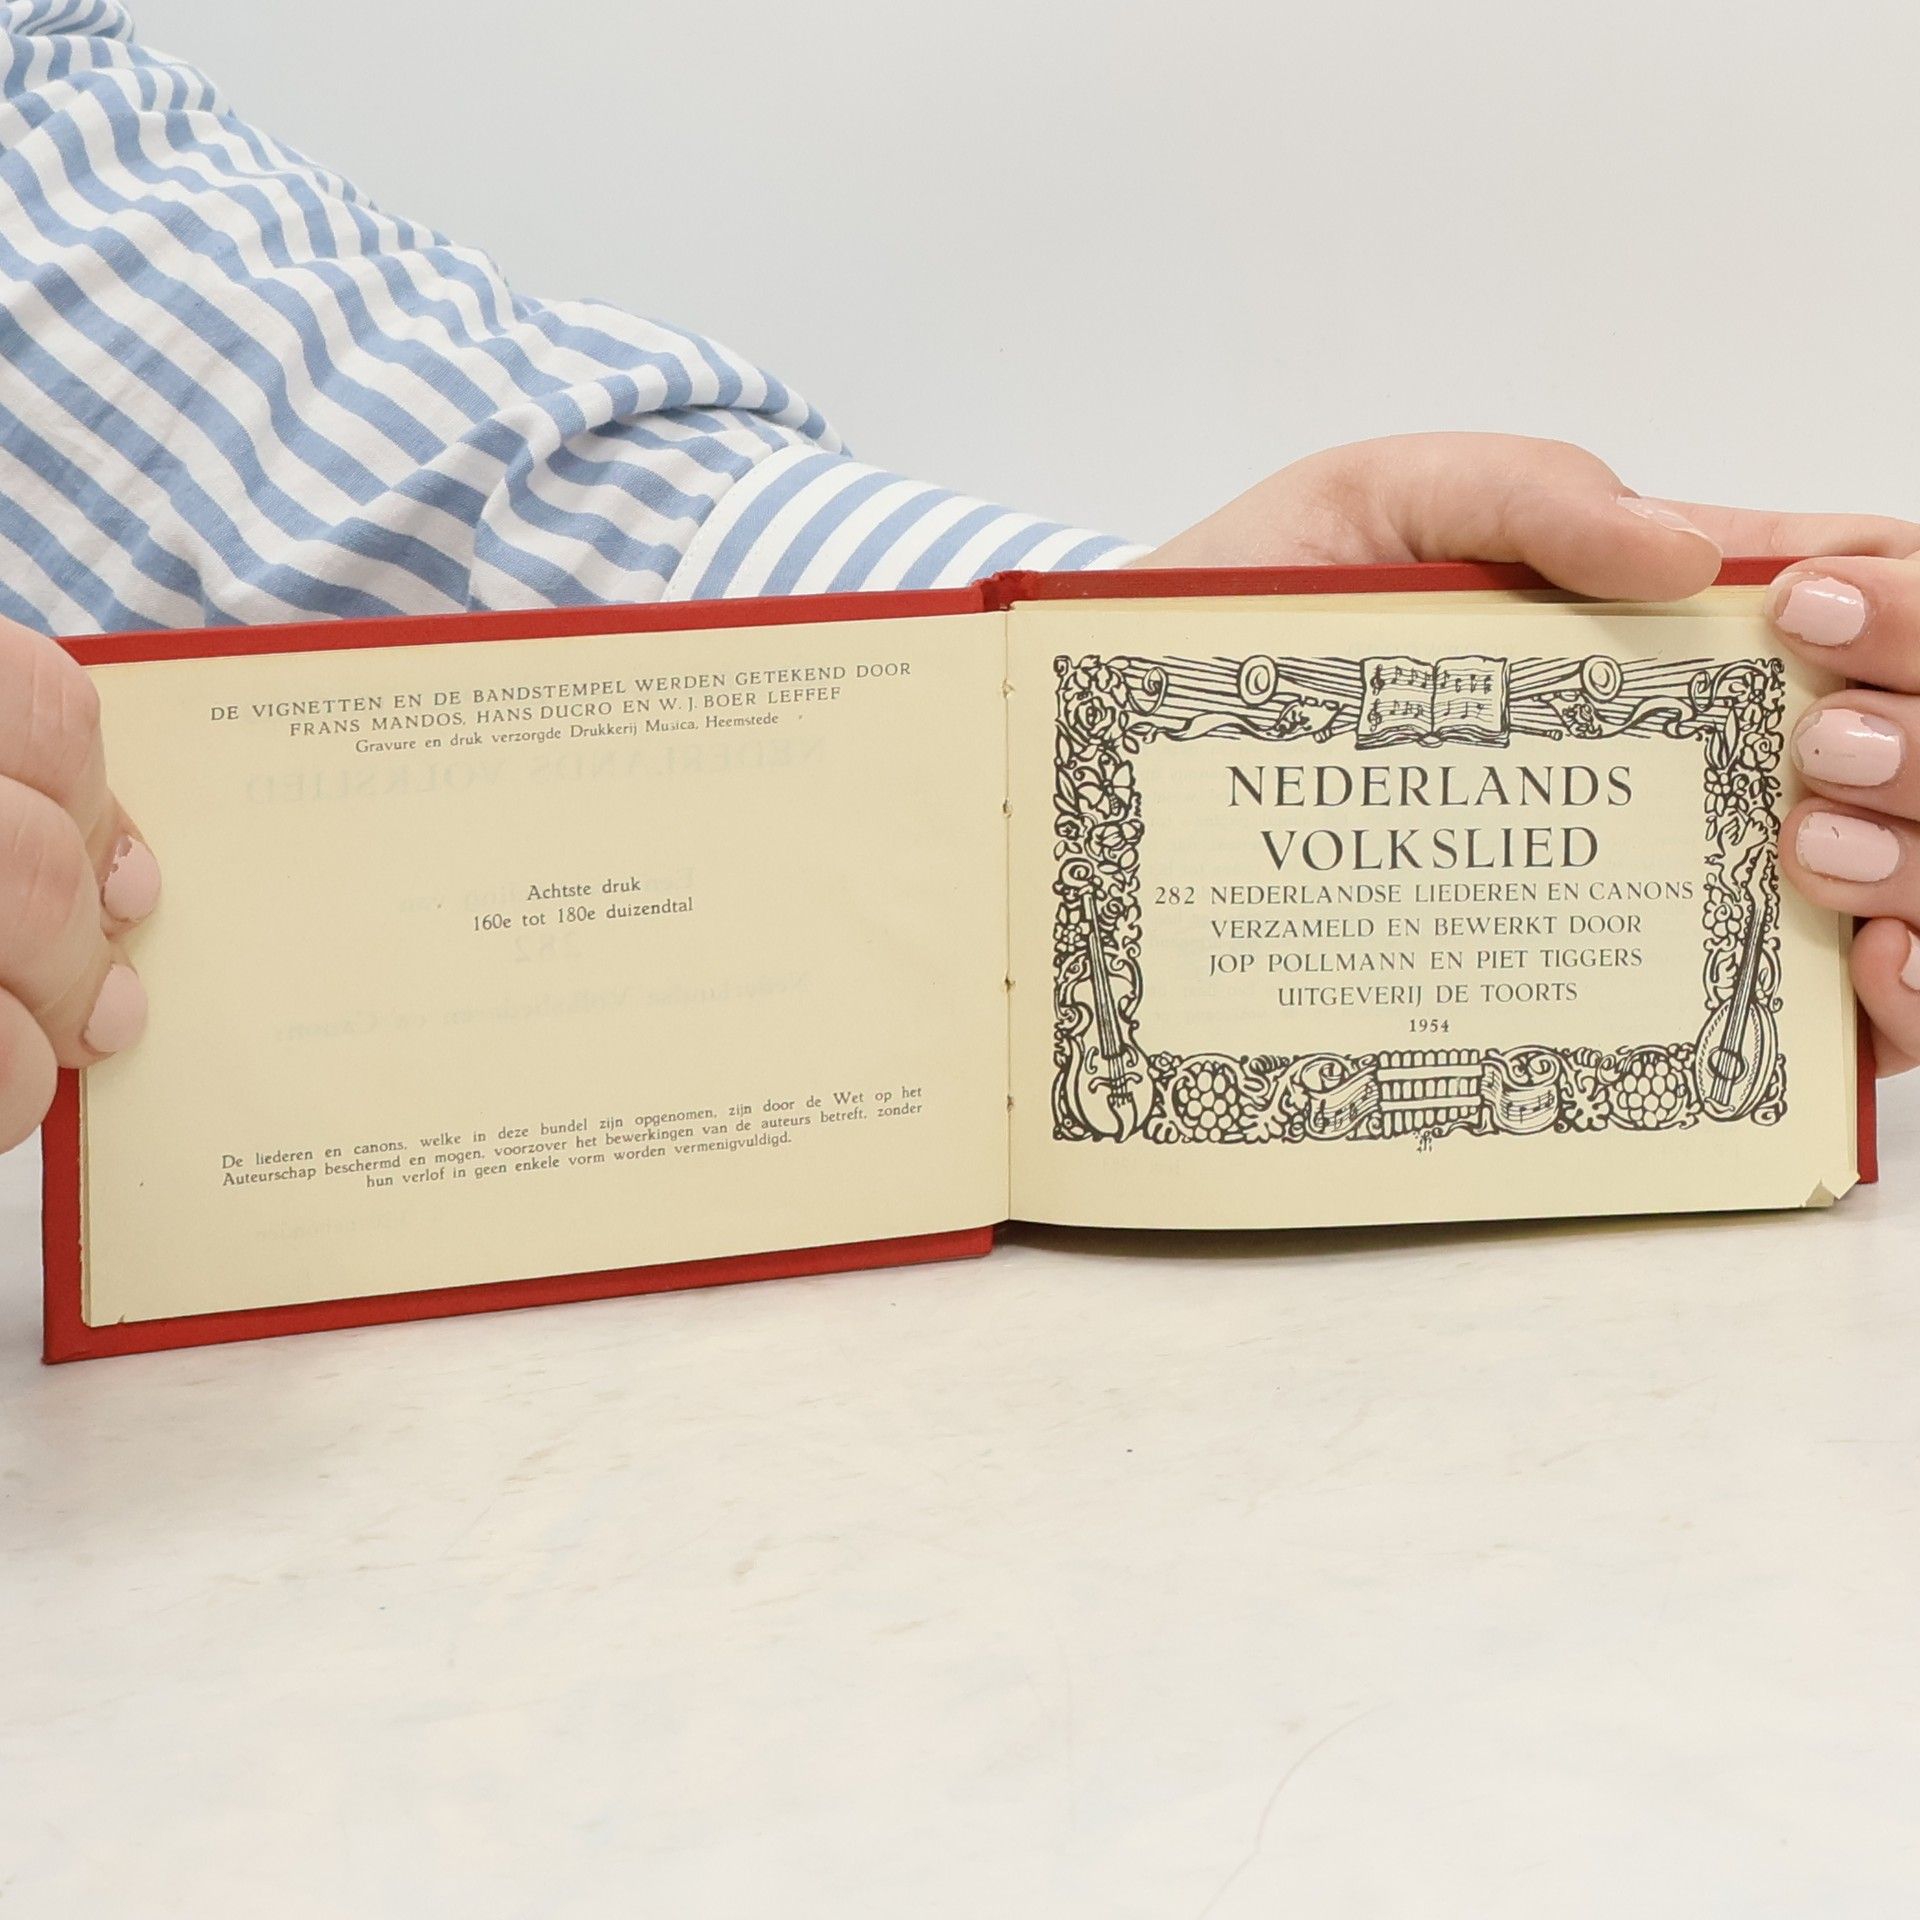 DE VIGNETTEN EN DE BANDSTEMPEL WERDEN GETEKEND DOOR
FRANS MANDOS, HANS DUCRO EN W. J. BOER LEFFEF
Gravure en druk verzorgde Drukkerij Musica, Heemstede
Achtste druk
160e tot 180e duizendtal
De liederen en canons, welke in deze bundel zijn opgenomen, zijn door de Wet op het
Auteurschap beschermd en mogen, voorzover het bewerkingen van de auteurs betreft, zonder
hun verlof in geen enkele vorm worden vermenigvuldigd.
NEDERLANDS
VOLKSLIED
282 NEDERLANDSE LIEDEREN EN CANONS
VERZAMELD EN BEWERKT DOOR
JOP POLLMANN EN PIET TIGGERS
UITGEVERIJ DE TOORTS
1954